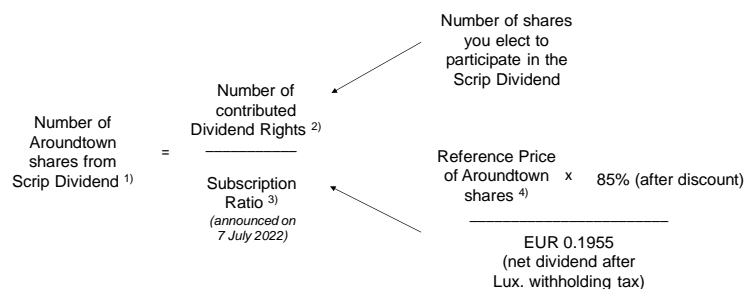 Number of
Aroundtown
shares from
Scrip Dividend 1)
=
Number of
contributed
Dividend Rights 2)
Subscription
Ratio 3)
(announced on
7 July 2022)
Number of shares
you elect to
participate in the
Scrip Dividend
Reference Price
of Aroundtown
shares 4)
x
85% (after discount)
EUR 0.1955
(net dividend after
Lux. withholding tax)